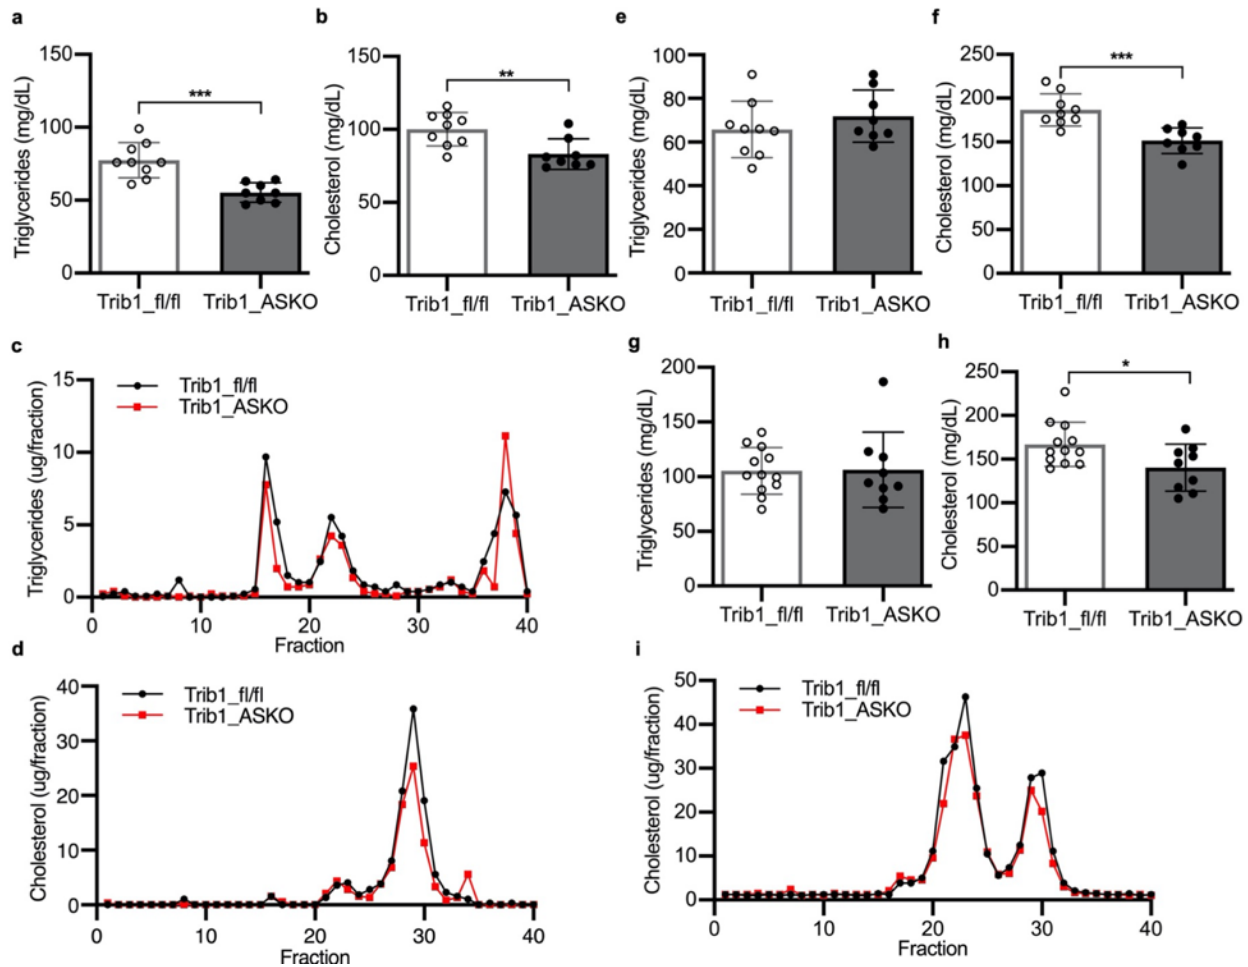 a
Triglycerides (mg/dL)
150
100
50
0
***
Trib1_fl/fl
Trib1_ASKO
b
Cholesterol (mg/dL)
150
100
50
0
**
Trib1_fl/fl
Trib1_ASKO
e
Triglycerides (mg/dL)
100
80
60
40
20
0
Trib1_fl/fl
Trib1_ASKO
f
Cholesterol (mg/dL)
250
200
150
100
50
0
***
Trib1_fl/fl
Trib1_ASKO
c
Triglycerides (ug/fraction)
15
10
5
0
Trib1_fl/fl
Trib1_ASKO
0 10 20 30 40
Fraction
g
Triglycerides (mg/dL)
200
150
100
50
0
Trib1_fl/fl
Trib1_ASKO
h
Cholesterol (mg/dL)
250
200
150
100
50
0
*
Trib1_fl/fl
Trib1_ASKO
d
Cholesterol (ug/fraction)
40
30
20
10
0
Trib1_fl/fl
Trib1_ASKO
0 10 20 30 40
Fraction
i
Cholesterol (ug/fraction)
50
40
30
20
10
0
Trib1_fl/fl
Trib1_ASKO
0 10 20 30 40
Fraction